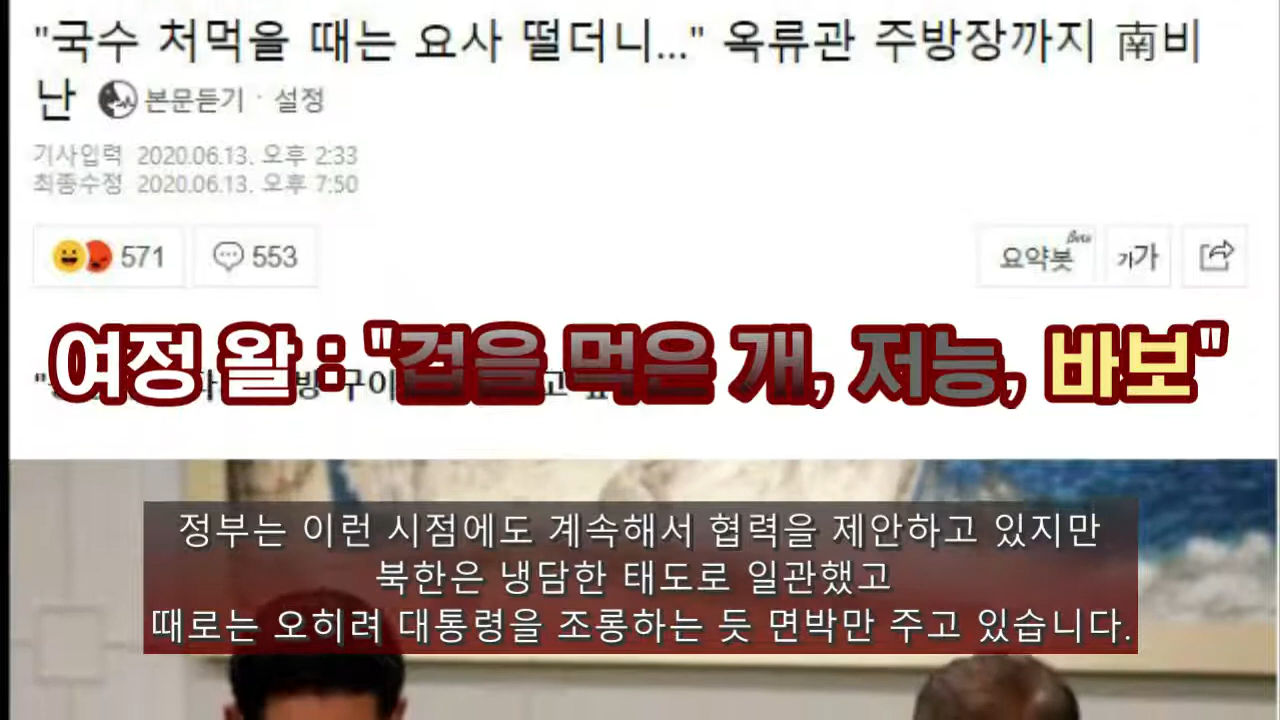 "국수 처먹을 때는 요사 떨더니..." 옥류관 주방장까지 南비
난 본문듣기 · 설정
기사입력 2020.06.13. 오후 2:33
최종수정 2020.06.13. 오후 7:50
571 553 요약봇 Beta 가가
여정 왈 : "겁을 먹은 개, 저능, 바보"
정부는 이런 시점에도 계속해서 협력을 제안하고 있지만
북한은 냉담한 태도로 일관했고
때로는 오히려 대통령을 조롱하는 듯 면박만 주고 있습니다.